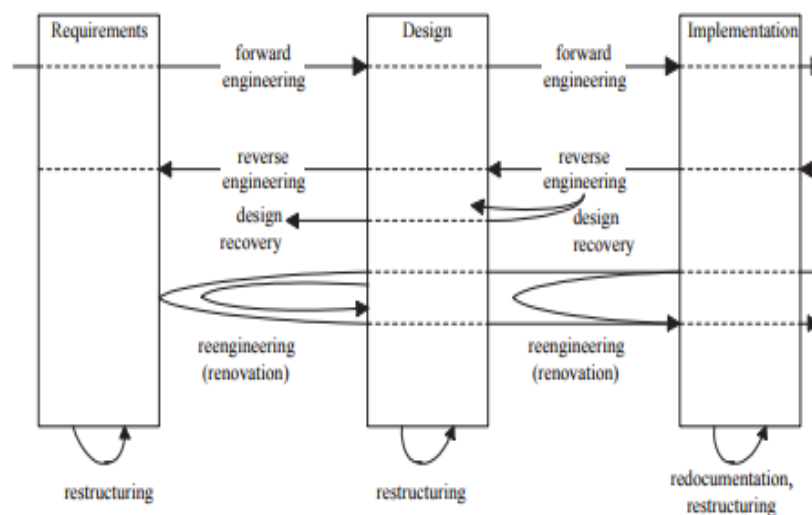 Requirements
Design
Implementation
forward
engineering
forward
engineering
reverse
engineering
reverse
engineering
design
recovery
design
recovery
reengineering
(renovation)
reengineering
(renovation)
restructuring
restructuring
redocumentation,
restructuring